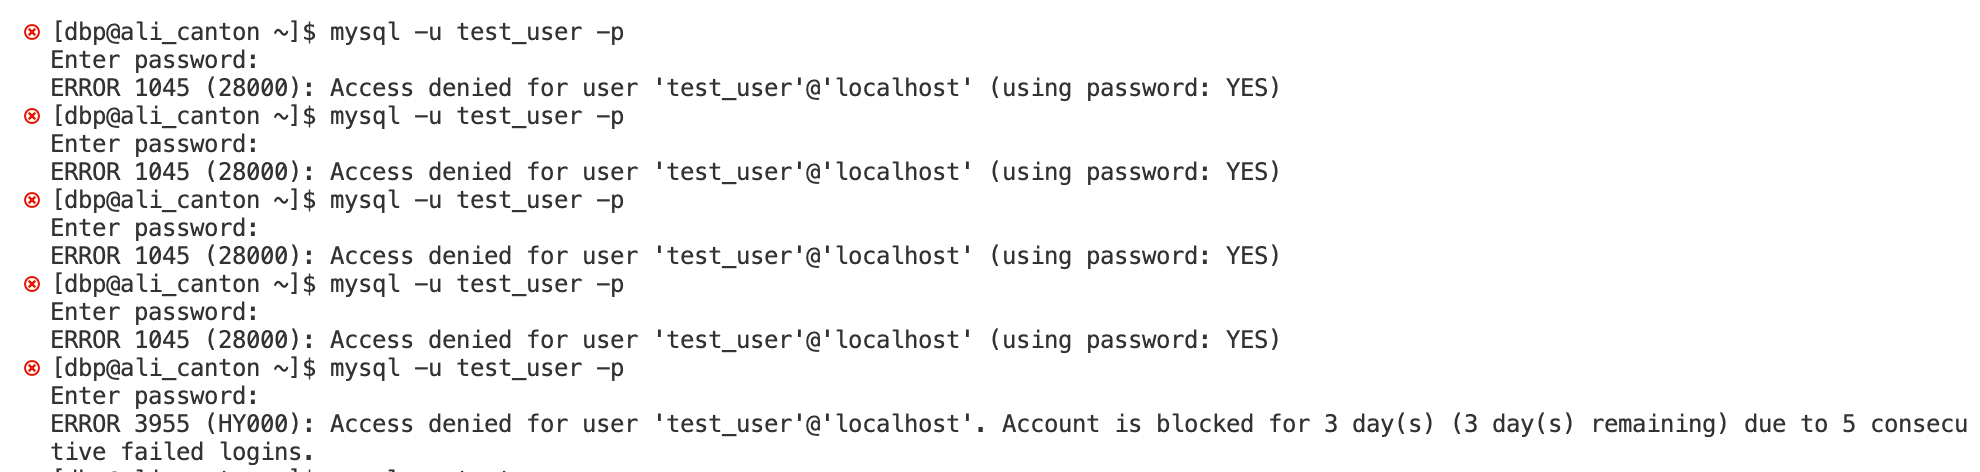 [dbp@ali_canton ~]$ mysql -u test_user -p
Enter password:
ERROR 1045 (28000): Access denied for user 'test_user'@'localhost' (using password: YES)
[dbp@ali_canton ~]$ mysql -u test_user -p
Enter password:
ERROR 1045 (28000): Access denied for user 'test_user'@'localhost' (using password: YES)
[dbp@ali_canton ~]$ mysql -u test_user -p
Enter password:
ERROR 1045 (28000): Access denied for user 'test_user'@'localhost' (using password: YES)
[dbp@ali_canton ~]$ mysql -u test_user -p
Enter password:
ERROR 1045 (28000): Access denied for user 'test_user'@'localhost' (using password: YES)
[dbp@ali_canton ~]$ mysql -u test_user -p
Enter password:
ERROR 3955 (HY000): Access denied for user 'test_user'@'localhost'. Account is blocked for 3 day(s) (3 day(s) remaining) due to 5 consecu
tive failed logins.